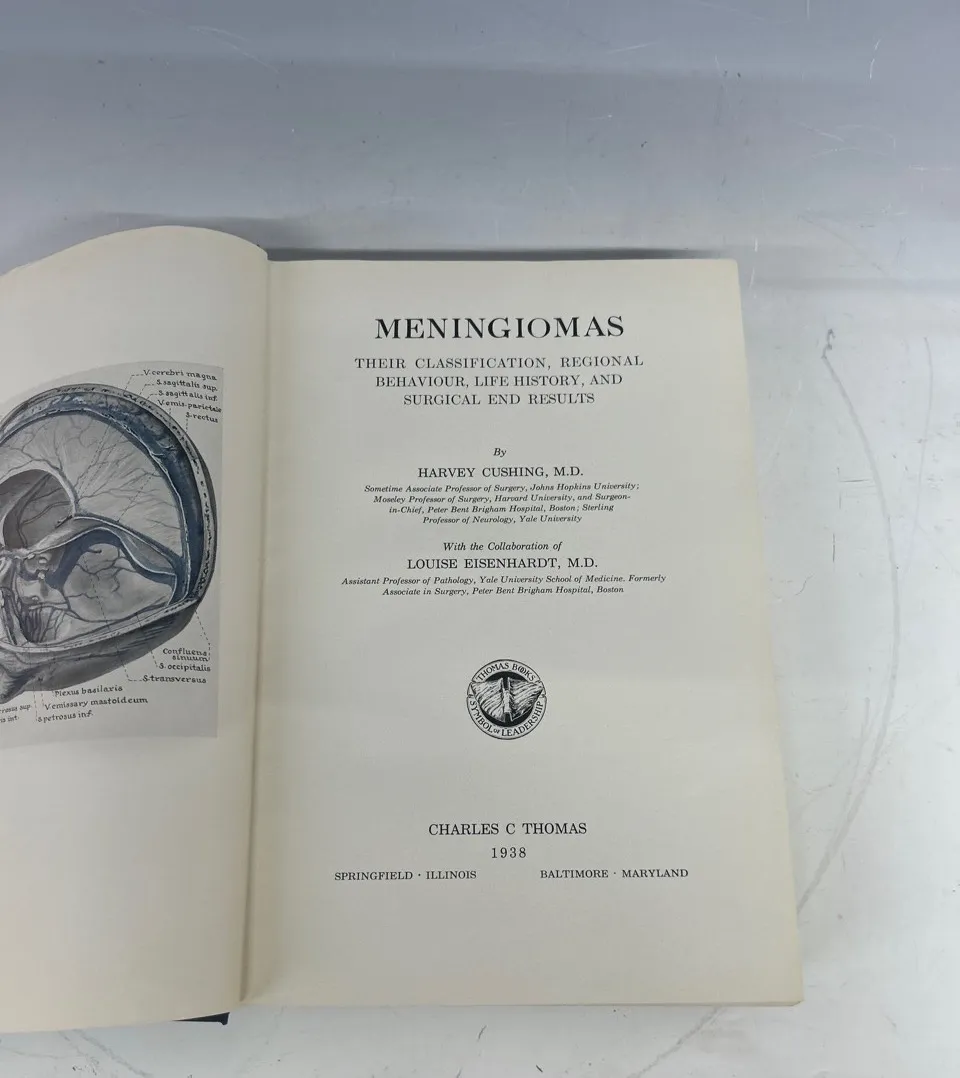 V.cerebri magna
S.sagittalis sup.
S.sagittalis inf.
V.emis.parietale
S.rectus
Confluens
sinuum
S.occipitalis
S.transversus
Plexus basilaris
V.emissary mastoideum
S.petrosus inf.
MENINGIOMAS
THEIR CLASSIFICATION, REGIONAL
BEHAVIOUR, LIFE HISTORY, AND
SURGICAL END RESULTS
By
HARVEY CUSHING, M.D.
Sometime Associate Professor of Surgery, Johns Hopkins University;
Moseley Professor of Surgery, Harvard University, and Surgeon-
in-Chief, Peter Bent Brigham Hospital, Boston; Sterling
Professor of Neurology, Yale University
With the Collaboration of
LOUISE EISENHARDT, M.D.
Assistant Professor of Pathology, Yale University School of Medicine. Formerly
Associate in Surgery, Peter Bent Brigham Hospital, Boston
THOMAS BOOKS
SYMBOL OF LEADERSHIP
CHARLES C THOMAS
1938
SPRINGFIELD · ILLINOIS BALTIMORE · MARYLAND